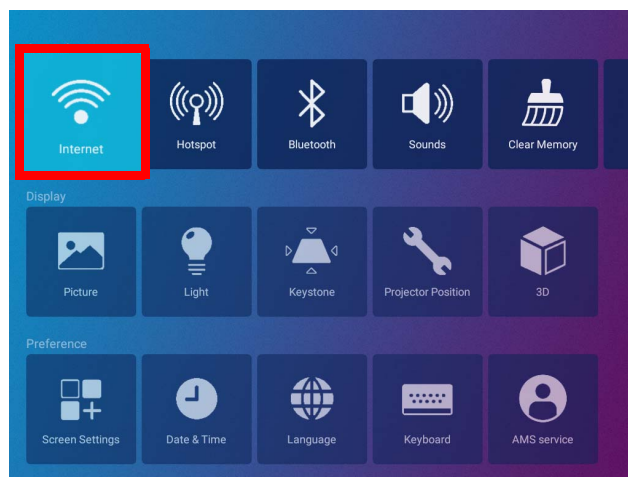 Internet
Hotspot
Bluetooth
Sounds
Clear Memory
Display
Picture
Light
Keystone
Projector Position
3D
Preference
Screen Settings
Date & Time
Language
Keyboard
AMS service